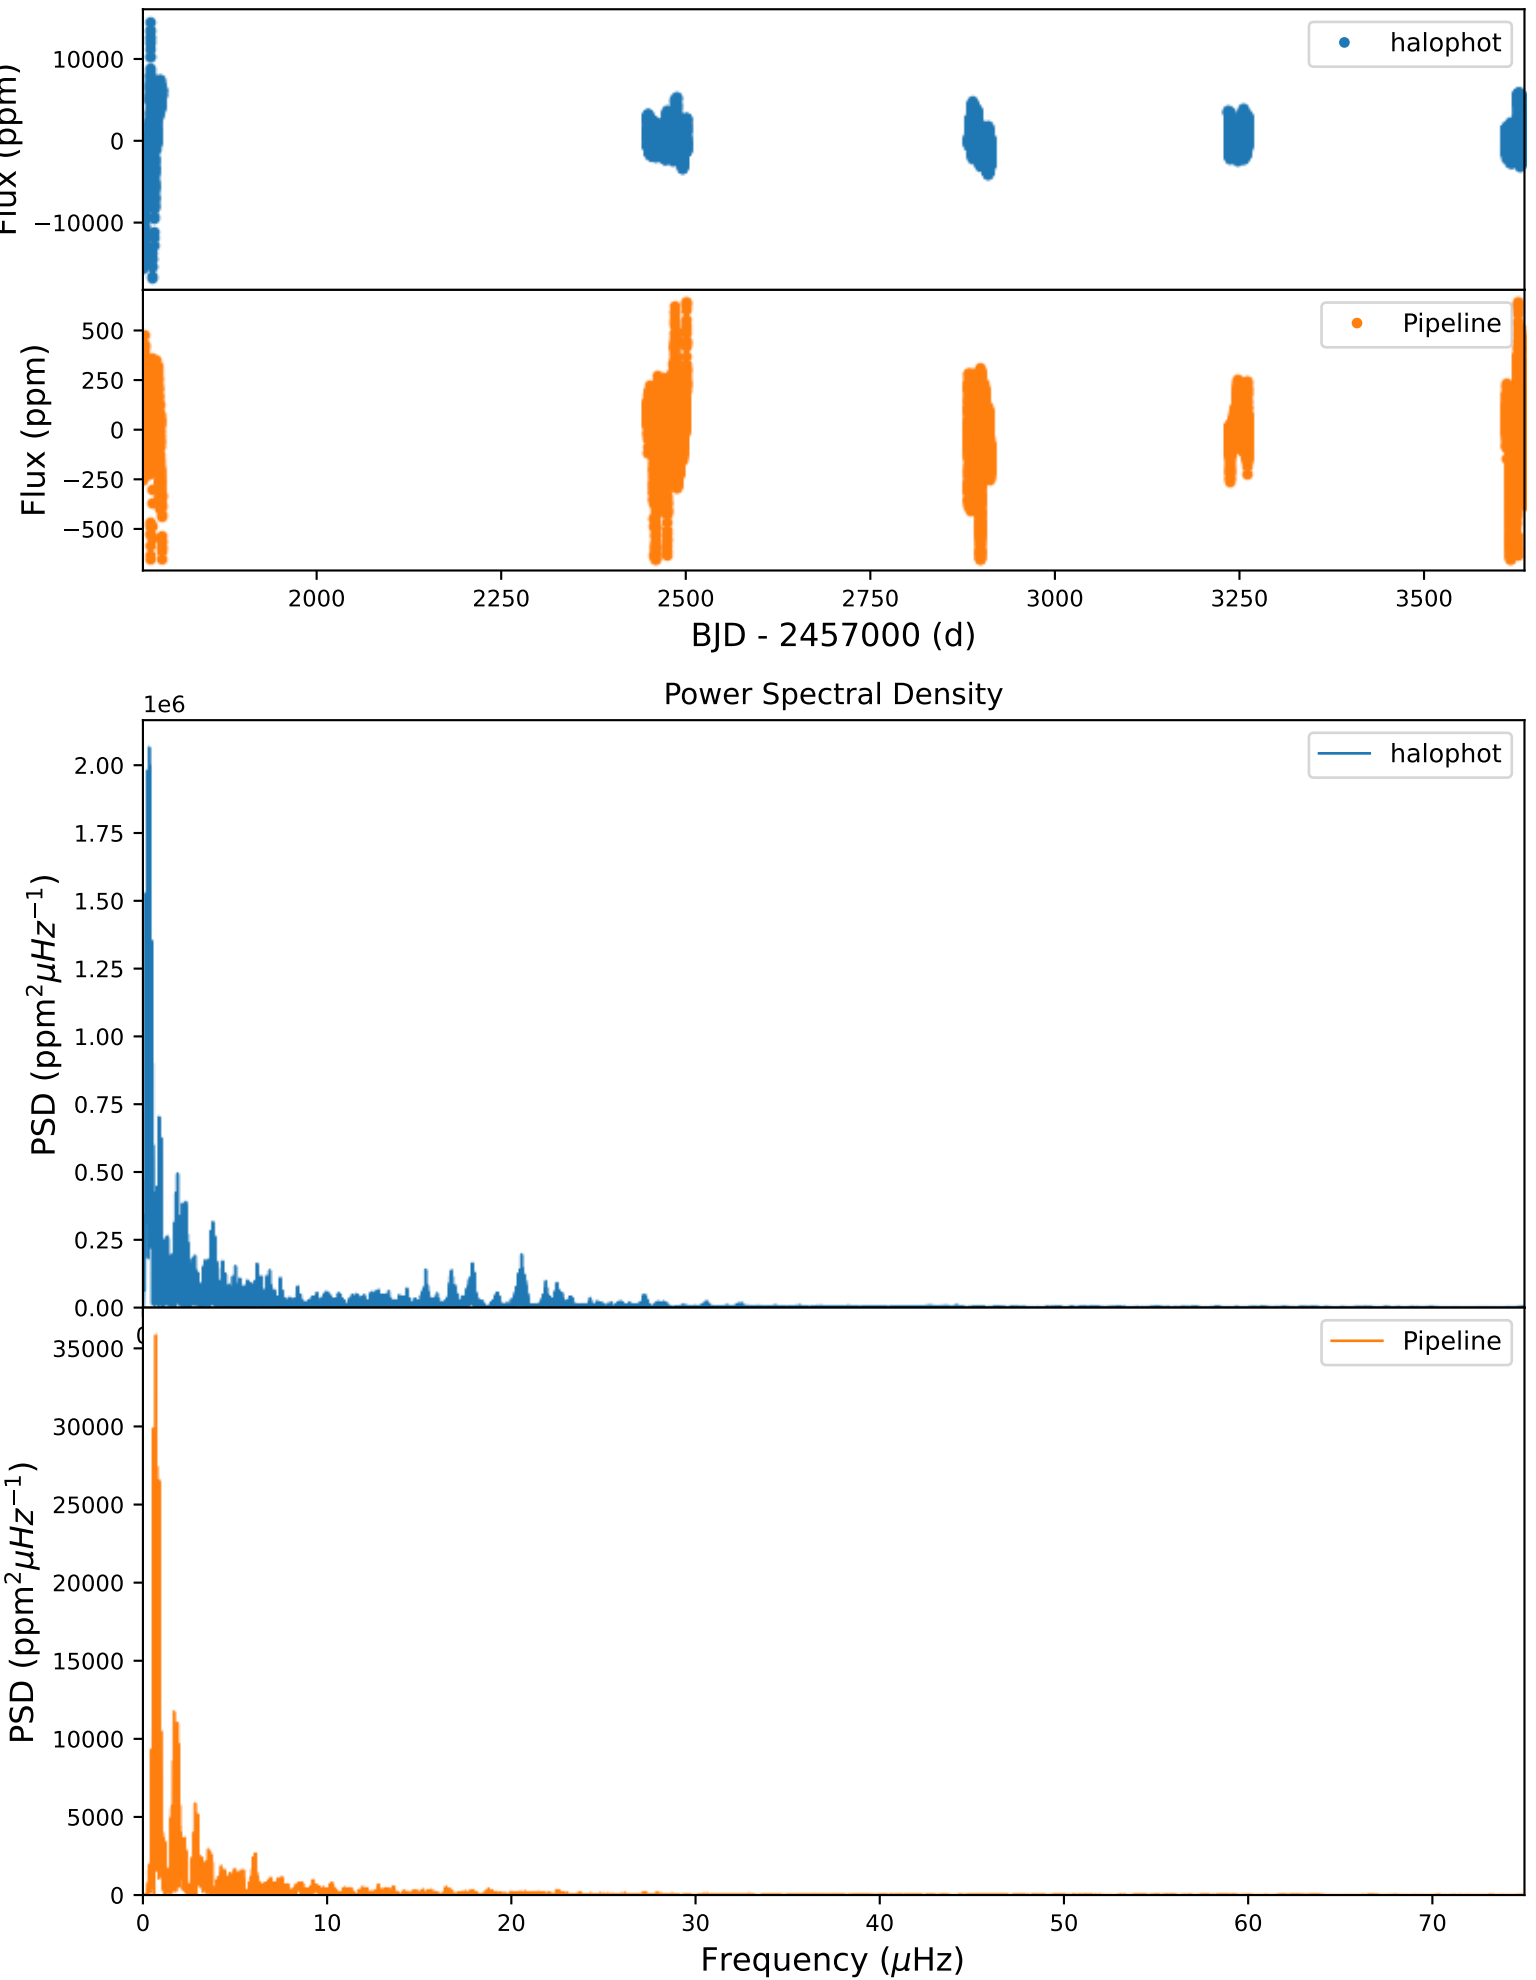 halophot
10000
0
−10000
Flux (ppm)
Pipeline
500
250
0
−250
−500
Flux (ppm)
2000 2250 2500 2750 3000 3250 3500
BJD - 2457000 (d)
Power Spectral Density
1e6
halophot
2.00
1.75
1.50
1.25
1.00
0.75
0.50
0.25
0.00
PSD (ppm²μHz⁻¹)
Pipeline
35000
30000
25000
20000
15000
10000
5000
0
PSD (ppm²μHz⁻¹)
0 10 20 30 40 50 60 70
Frequency (μHz)